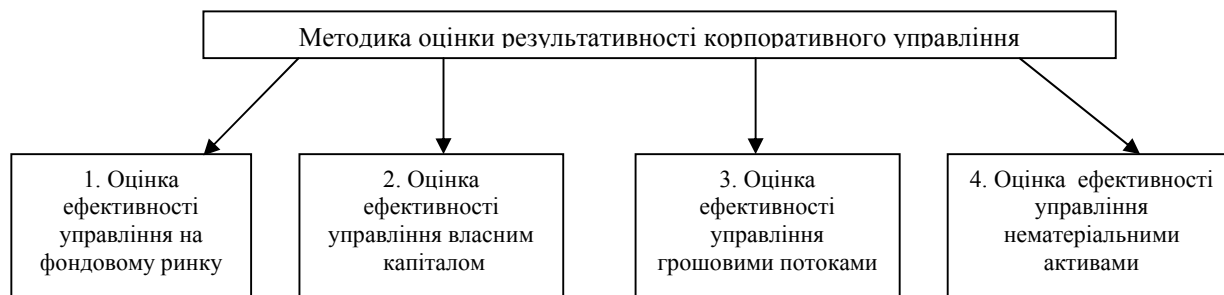 Методика оцінки результативності корпоративного управління
1. Оцінка
ефективності
управління на
фондовому ринку
2. Оцінка
ефективності
управління власним
капіталом
3. Оцінка
ефективності
управління
грошовими потоками
4. Оцінка ефективності
управління
нематеріальними
активами